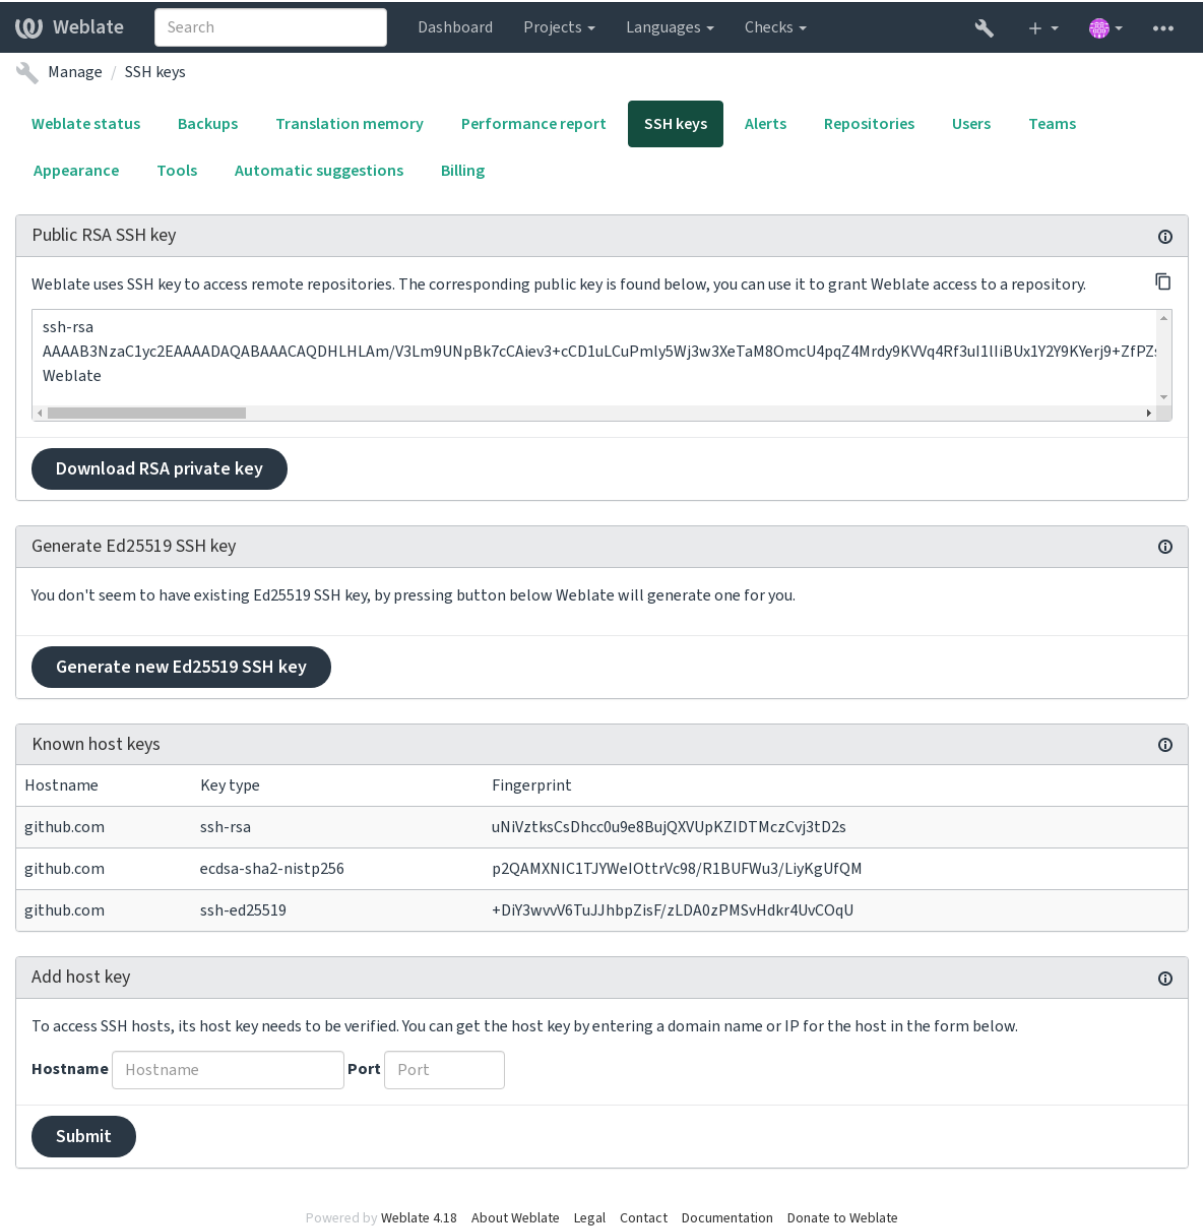 Weblate Search Dashboard Projects Languages Checks
Manage / SSH keys
Weblate status Backups Translation memory Performance report SSH keys Alerts Repositories Users Teams
Appearance Tools Automatic suggestions Billing
Public RSA SSH key
Weblate uses SSH key to access remote repositories. The corresponding public key is found below, you can use it to grant Weblate access to a repository.
ssh-rsa
AAAAB3NzaC1yc2EAAAADAQABAAACAQDHLHLAm/V3Lm9UNpBk7cCAiev3+cCD1uLCuPmly5Wj3w3XeTaM8OmcU4pqZ4Mrdy9KVVq4Rf3uI1lIiBUx1Y2Y9KYerj9+ZfPZ
Weblate
Download RSA private key
Generate Ed25519 SSH key
You don't seem to have existing Ed25519 SSH key, by pressing button below Weblate will generate one for you.
Generate new Ed25519 SSH key
Known host keys
Hostname Key type Fingerprint
github.com ssh-rsa uNiVztksCsDhcc0u9e8BujQXVUpKZIDTMczCvj3tD2s
github.com ecdsa-sha2-nistp256 p2QAMXNIC1TJYWeIOttrVc98/R1BUFWu3/LiyKgUfQM
github.com ssh-ed25519 +DiY3wvvV6TuJJhbpZisF/zLDA0zPMSvHdkr4UvCOqU
Add host key
To access SSH hosts, its host key needs to be verified. You can get the host key by entering a domain name or IP for the host in the form below.
Hostname Hostname Port Port
Submit
Powered by Weblate 4.18 About Weblate Legal Contact Documentation Donate to Weblate